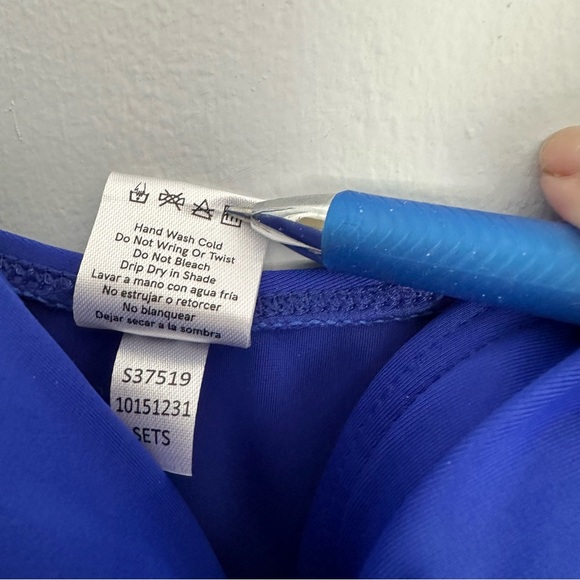 Hand Wash Cold
Do Not Wring Or Twist
Do Not Bleach
Drip Dry in Shade
Lavar a mano con agua fría
No estrujar o retorcer
No blanquear
Dejar secar a la sombra
S37519
10151231
SETS